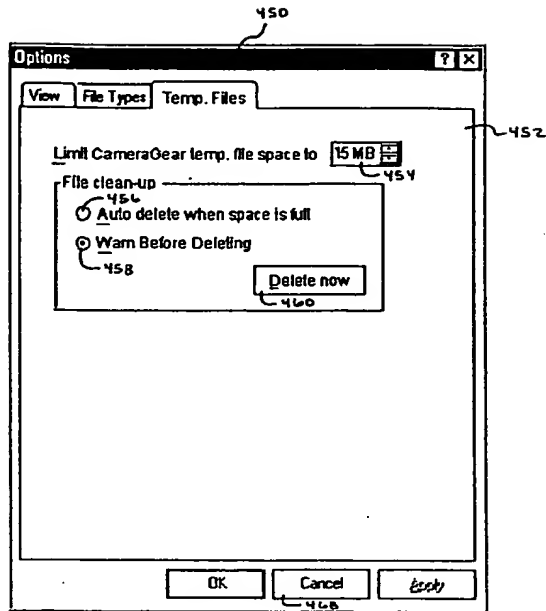 450
Options ? ×
View File Types Temp. Files
452
Limit CameraGear temp. file space to 15 MB
454
File clean-up
456
Auto delete when space is full
Warn Before Deleting
458
Delete now
460
OK Cancel Apply
468